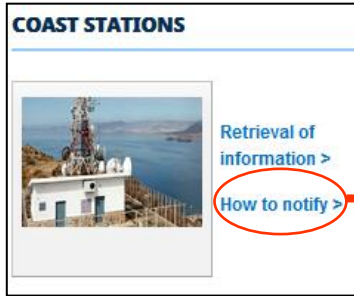 COAST STATIONS
Retrieval of
information >
How to notify >